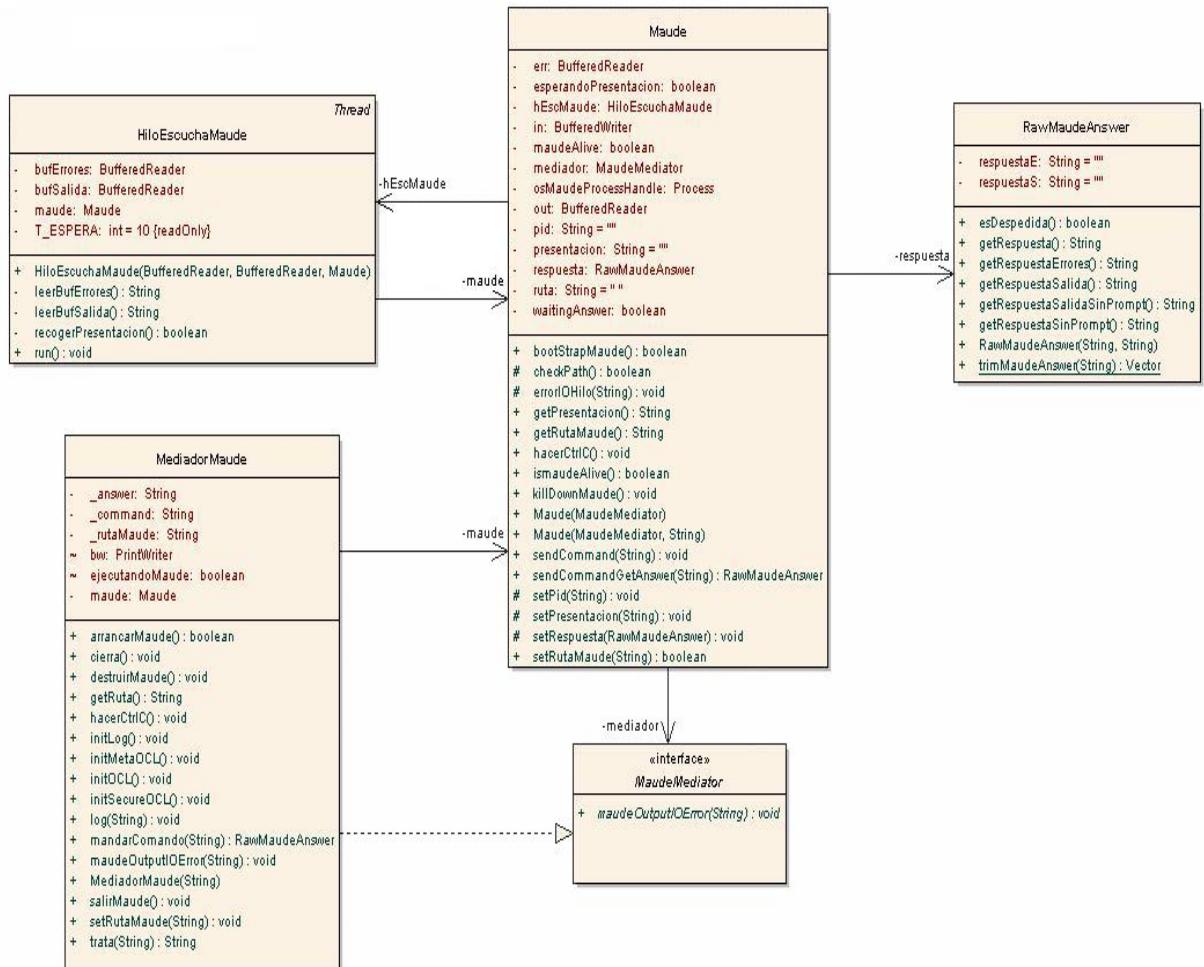 Thread
HiloEscuchaMaude
- bufErrores: BufferedReader
- bufSalida: BufferedReader
- maude: Maude
- T_ESPERA: int = 10 {readOnly}
+ HiloEscuchaMaude(BufferedReader, BufferedReader, Maude)
- leerBufErrores() : String
- leerBufSalida() : String
- recogerPresentacion() : boolean
+ run() : void
-hEscMaude
-maude
Maude
- err: BufferedReader
- esperandoPresentacion: boolean
- hEscMaude: HiloEscuchaMaude
- in: BufferedWriter
- maudeAlive: boolean
- mediador: MaudeMediator
- osMaudeProcessHandle: Process
- out: BufferedReader
- pid: String = ""
- presentacion: String = ""
- respuesta: RawMaudeAnswer
- ruta: String = " "
- waitingAnswer: boolean
+ bootStrapMaude() : boolean
# checkPath() : boolean
# errorIOHilo(String) : void
+ getPresentacion() : String
+ getRutaMaude() : String
+ hacerCtrlC() : void
+ ismaudeAlive() : boolean
+ killDownMaude() : void
+ Maude(MaudeMediator)
+ Maude(MaudeMediator, String)
+ sendCommand(String) : void
+ sendCommandGetAnswer(String) : RawMaudeAnswer
# setPid(String) : void
# setPresentacion(String) : void
# setRespuesta(RawMaudeAnswer) : void
+ setRutaMaude(String) : boolean
-respuesta
RawMaudeAnswer
- respuestaE: String = ""
- respuestaS: String = ""
+ esDespedida() : boolean
+ getRespuesta() : String
+ getRespuestaErrores() : String
+ getRespuestaSalida() : String
+ getRespuestaSalidaSinPrompt() : String
+ getRespuestaSinPrompt() : String
+ RawMaudeAnswer(String, String)
+ trimMaudeAnswer(String) : Vector
MediadorMaude
- _answer: String
- _command: String
- _rutaMaude: String
~ bw: PrintWriter
~ ejecutandoMaude: boolean
- maude: Maude
+ arrancarMaude() : boolean
+ cierra() : void
+ destruirMaude() : void
+ getRuta() : String
+ hacerCtrlC() : void
+ initLog() : void
+ initMetaOCL() : void
+ initOCL() : void
+ initSecureOCL() : void
+ log(String) : void
+ mandarComando(String) : RawMaudeAnswer
+ maudeOutputIOError(String) : void
+ MediadorMaude(String)
+ salirMaude() : void
+ setRutaMaude(String) : void
+ trata(String) : String
-maude
-mediador
«interface»
MaudeMediator
+ maudeOutputIOError(String) : void